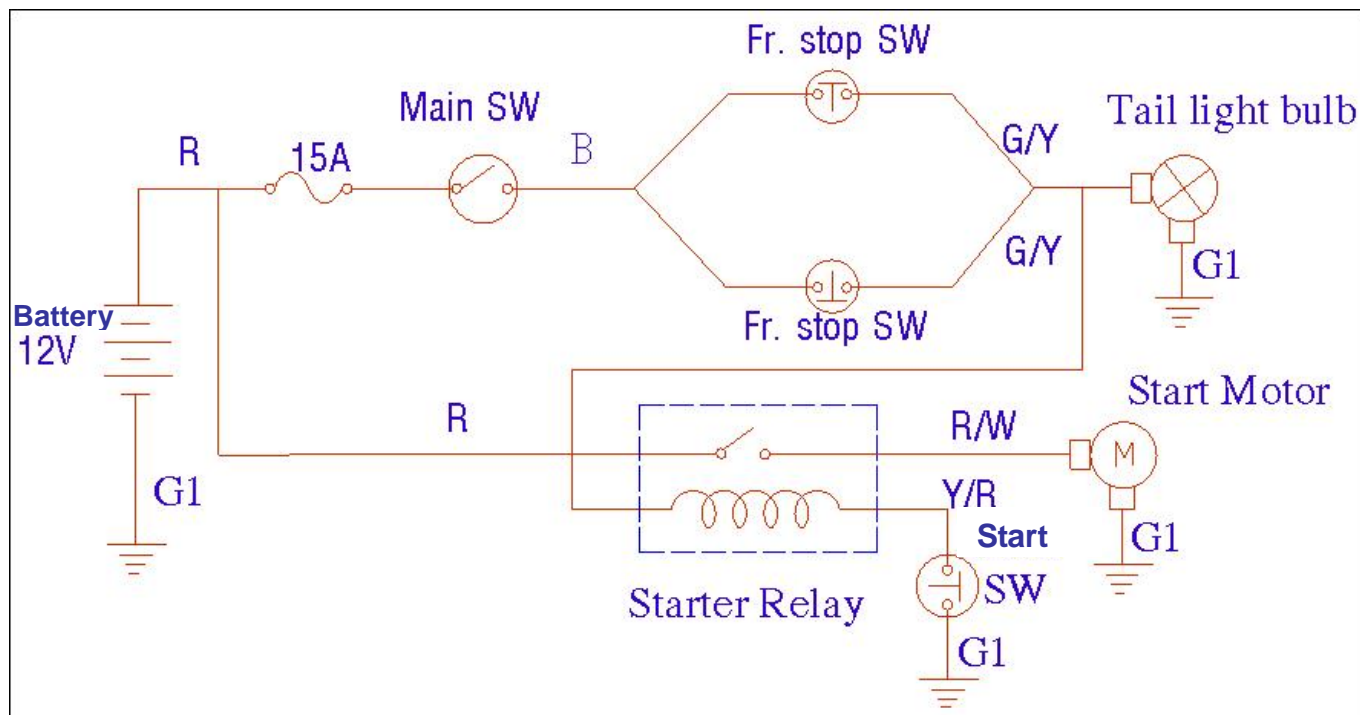 Fr. stop SW
Main SW
Tail light bulb
R
15A
B
G/Y
G/Y
G1
Battery
12V
Fr. stop SW
Start Motor
R
R/W
M
G1
Y/R
Start
SW
G1
Starter Relay
G1